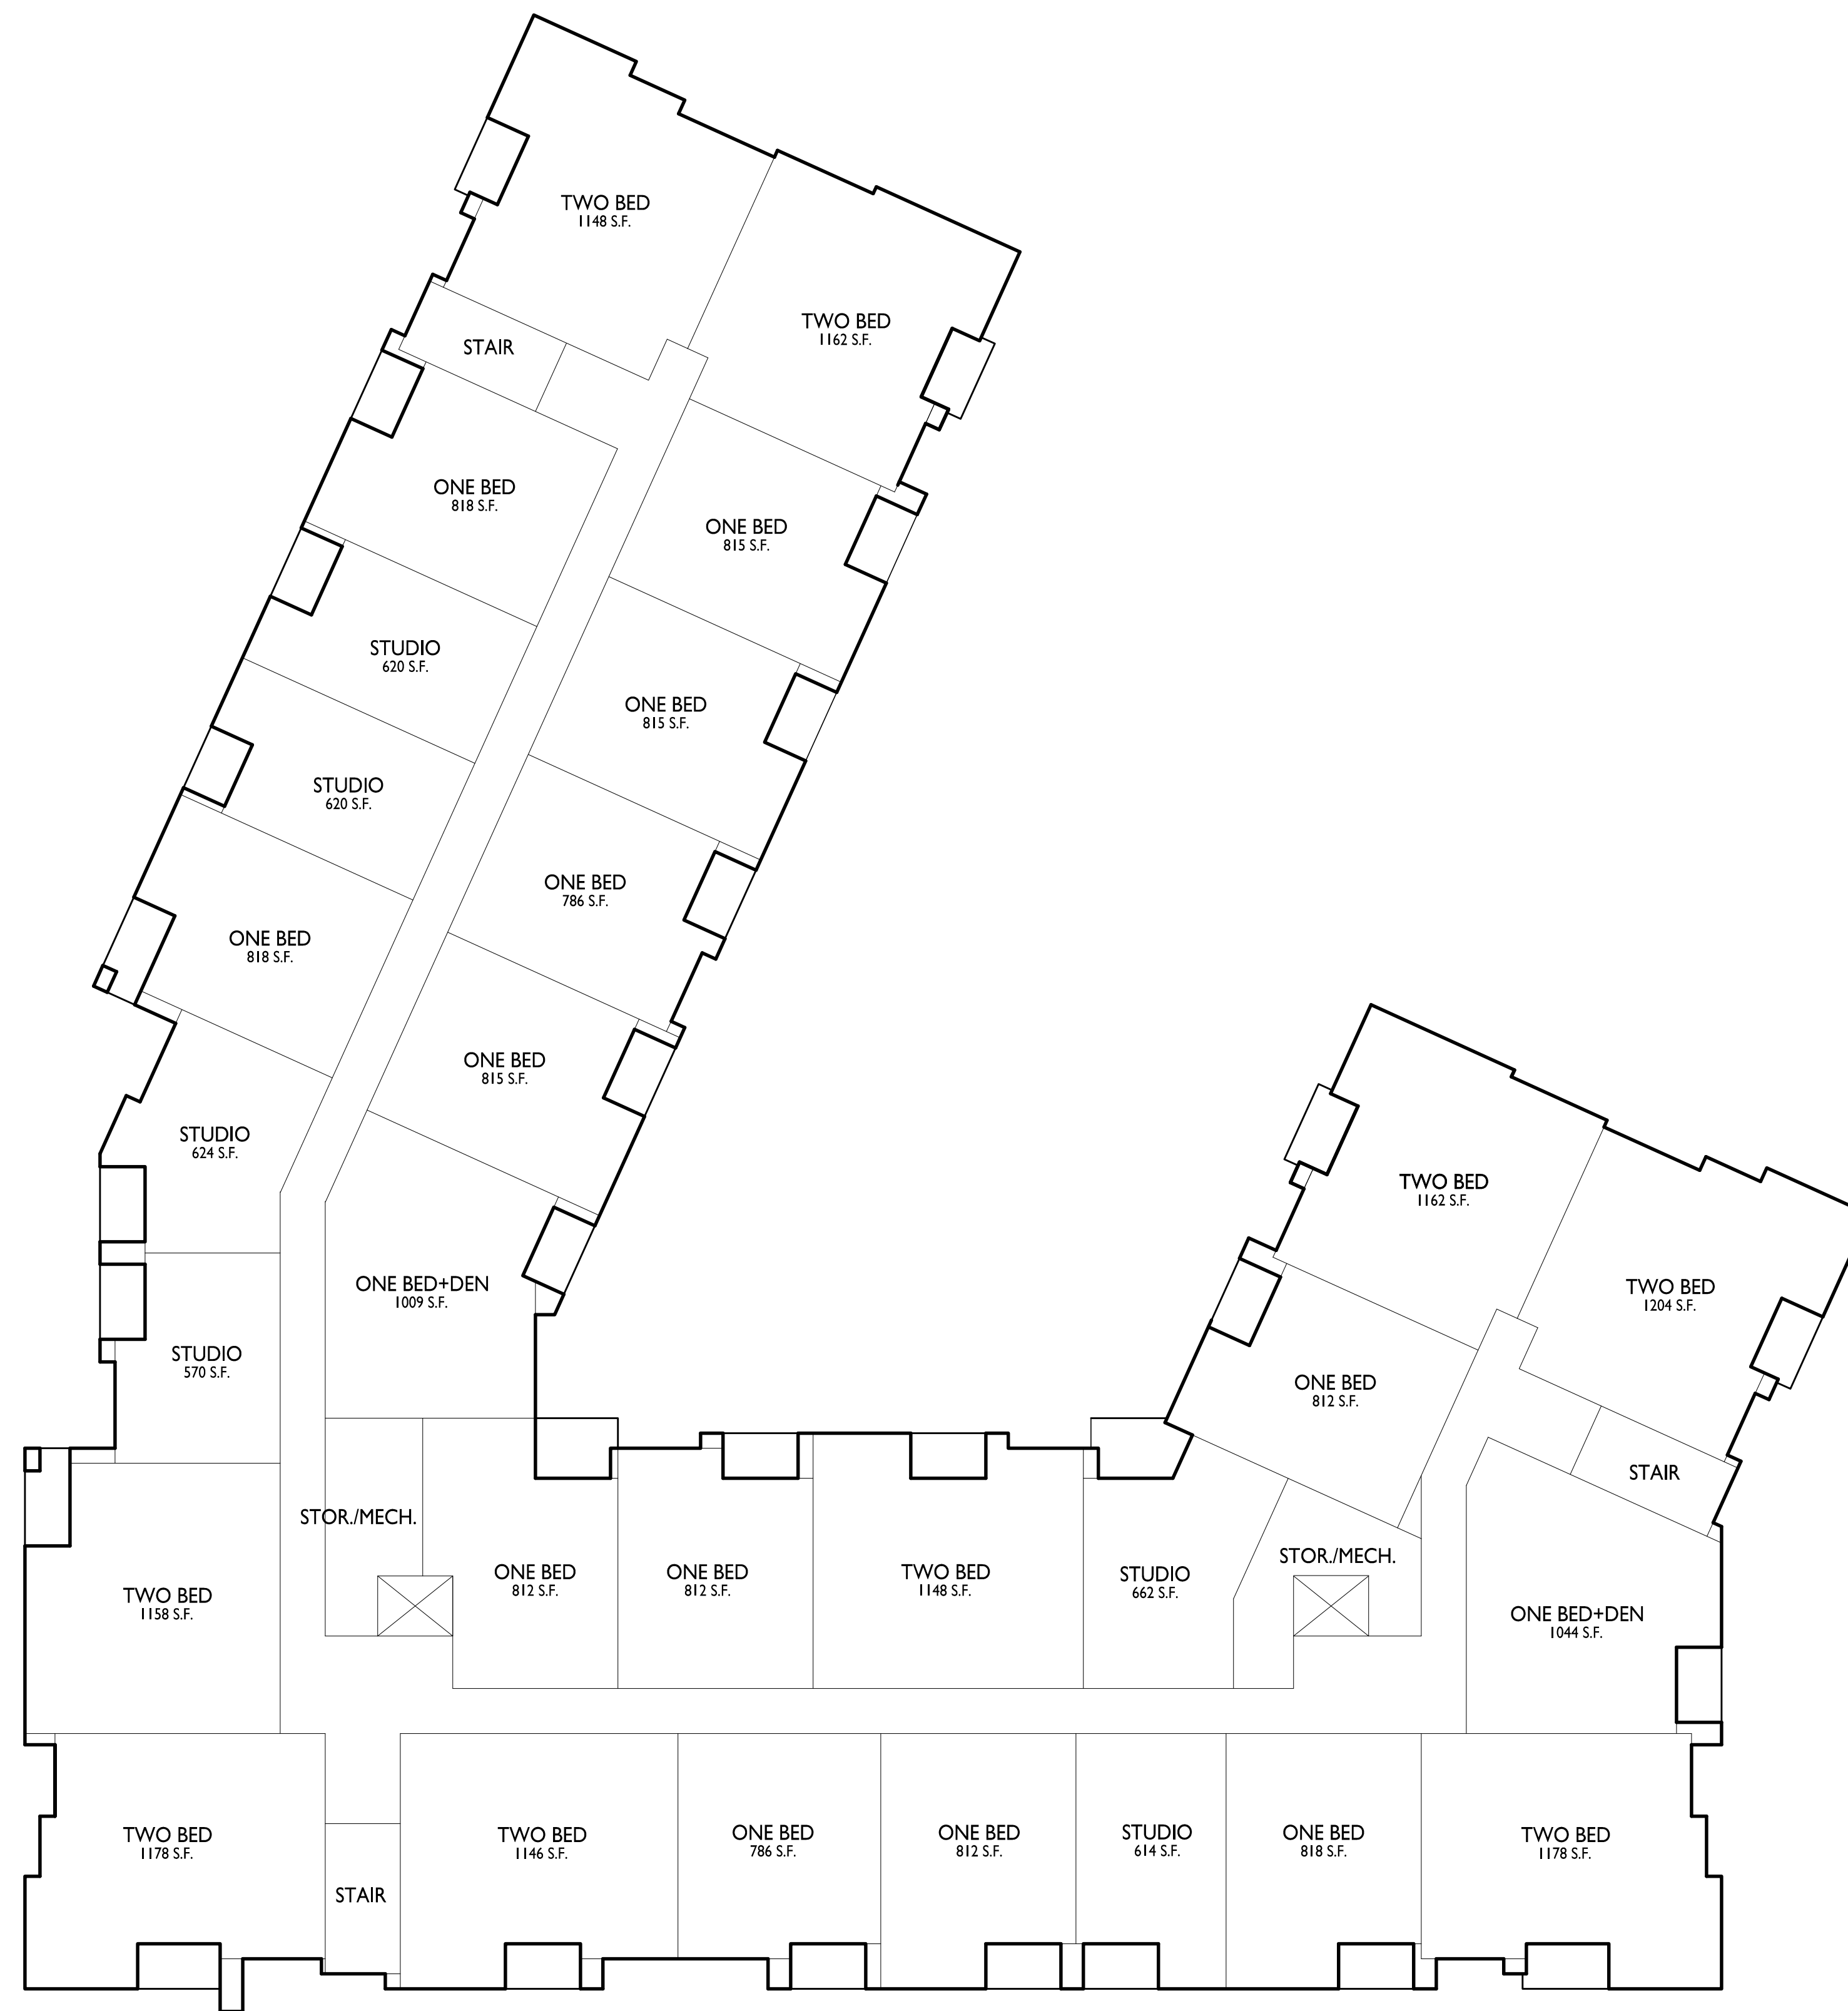 TWO BED
1148 S.F.
TWO BED
1162 S.F.
STAIR
ONE BED
818 S.F.
ONE BED
815 S.F.
STUDIO
620 S.F.
ONE BED
815 S.F.
STUDIO
620 S.F.
ONE BED
786 S.F.
ONE BED
818 S.F.
ONE BED
815 S.F.
STUDIO
624 S.F.
TWO BED
1162 S.F.
ONE BED+DEN
1009 S.F.
TWO BED
1204 S.F.
STUDIO
570 S.F.
ONE BED
812 S.F.
STAIR
STOR./MECH.
STOR./MECH.
ONE BED
812 S.F.
ONE BED
812 S.F.
TWO BED
1148 S.F.
STUDIO
662 S.F.
TWO BED
1158 S.F.
ONE BED+DEN
1044 S.F.
TWO BED
1178 S.F.
TWO BED
1146 S.F.
ONE BED
786 S.F.
ONE BED
812 S.F.
STUDIO
614 S.F.
ONE BED
818 S.F.
TWO BED
1178 S.F.
STAIR